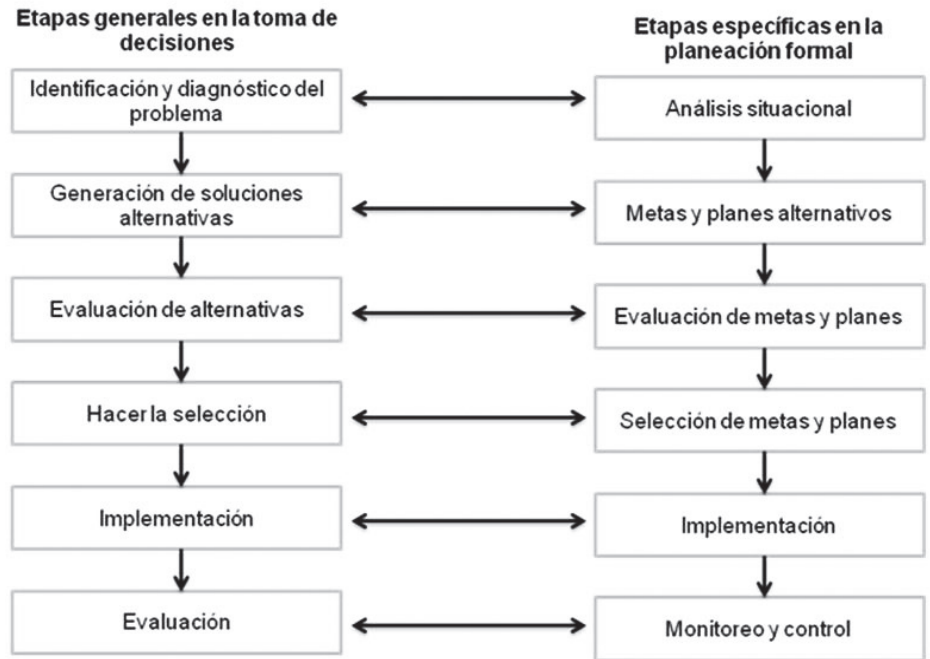 Etapas generales en la toma de
decisiones
Identificación y diagnóstico del
problema
Generación de soluciones
alternativas
Evaluación de alternativas
Hacer la selección
Implementación
Evaluación
Etapas específicas en la
planeación formal
Análisis situacional
Metas y planes alternativos
Evaluación de metas y planes
Selección de metas y planes
Implementación
Monitoreo y control